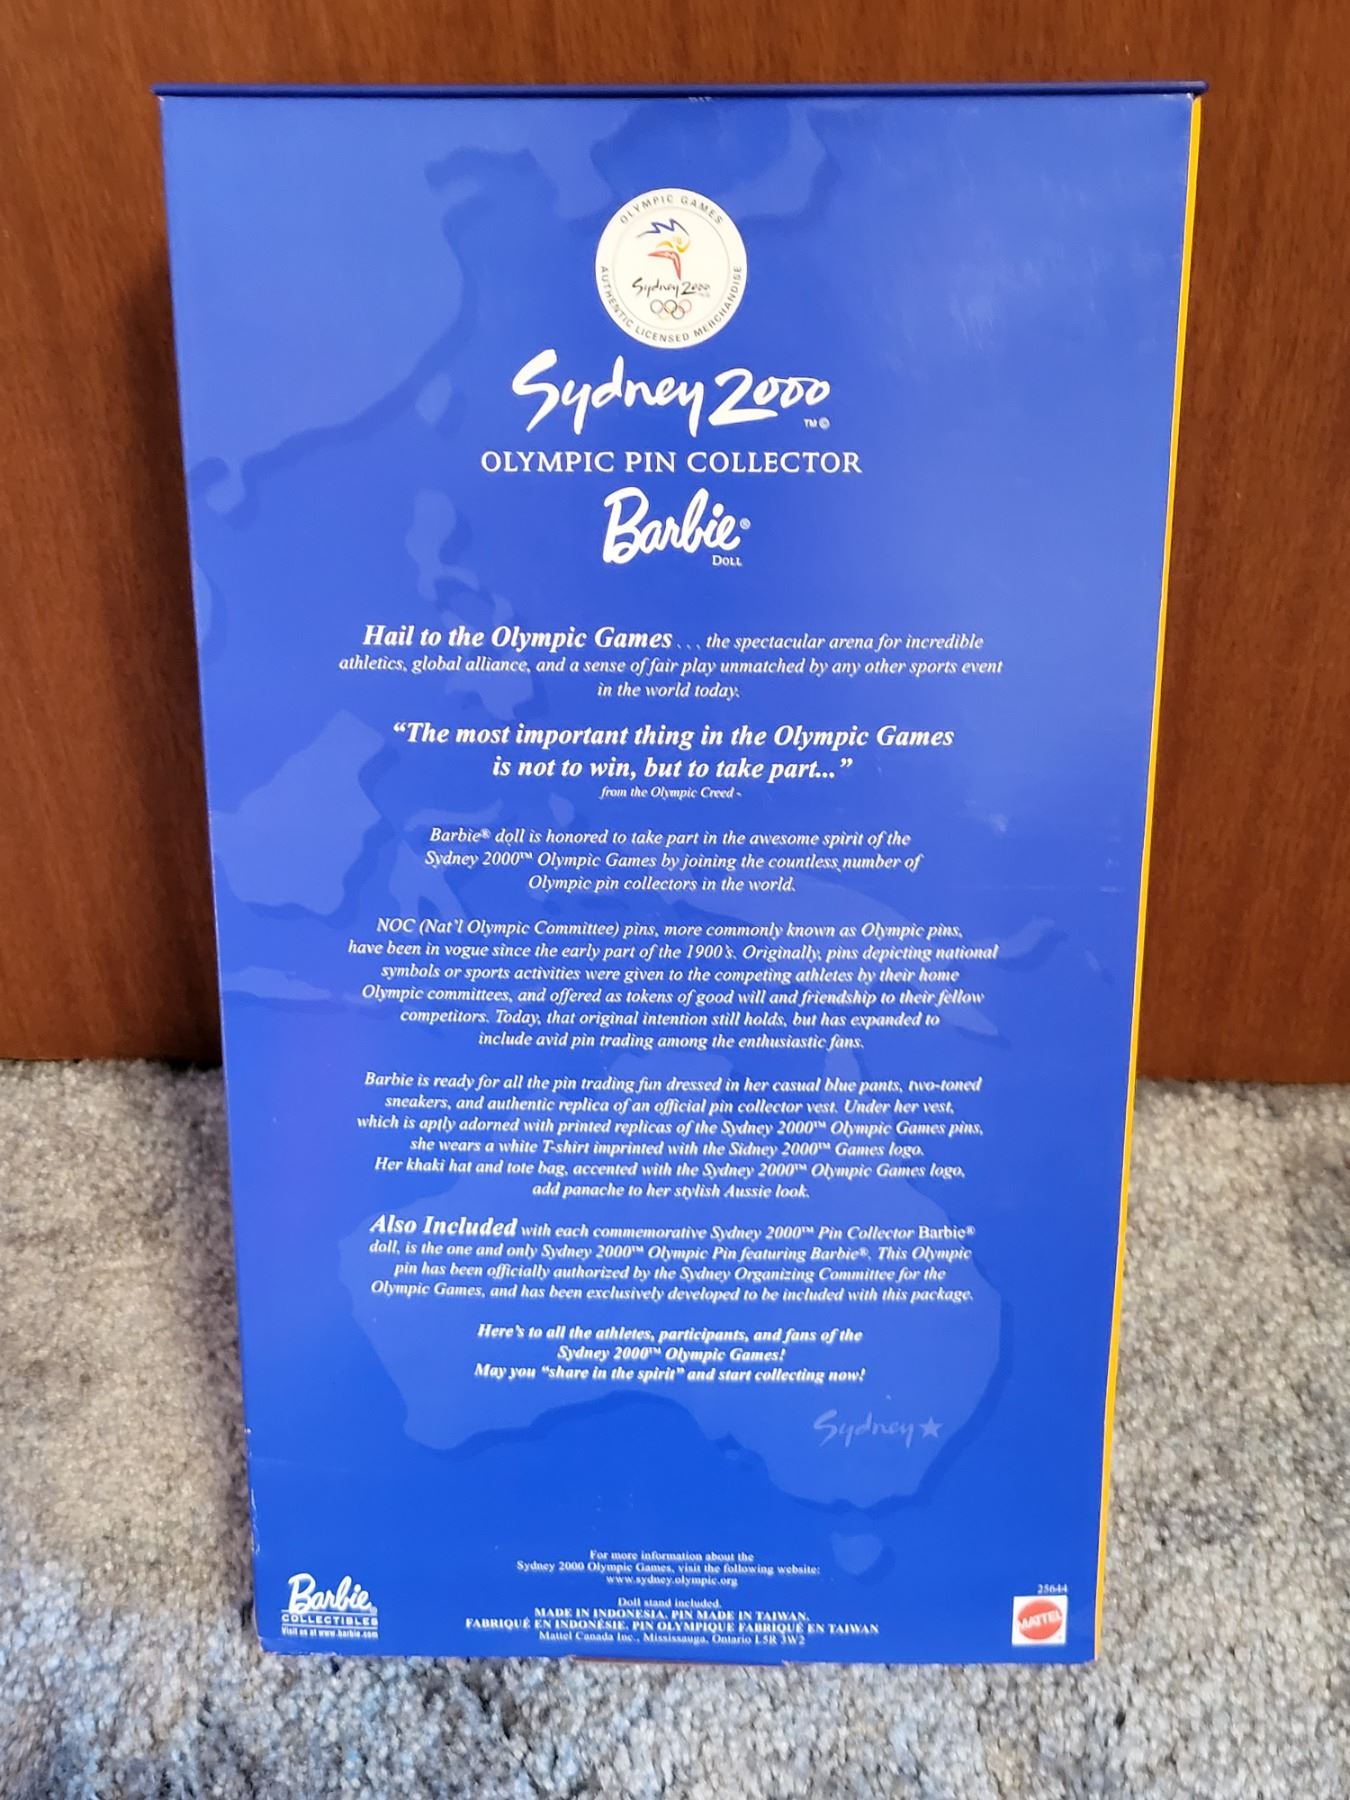 OLYMPIC GAMES
Sydney 2000
AUTHENTIC LICENSED MERCHANDISE
Sydney 2000
TM ©
OLYMPIC PIN COLLECTOR
Barbie®
DOLL
Hail to the Olympic Games . . . the spectacular arena for incredible
athletics, global alliance, and a sense of fair play unmatched by any other sports event
in the world today.
“The most important thing in the Olympic Games
is not to win, but to take part...”
from the Olympic Creed -
Barbie® doll is honored to take part in the awesome spirit of the
Sydney 2000™ Olympic Games by joining the countless number of
Olympic pin collectors in the world.
NOC (Nat'l Olympic Committee) pins, more commonly known as Olympic pins,
have been in vogue since the early part of the 1900's. Originally, pins depicting national
symbols or sports activities were given to the competing athletes by their home
Olympic committees, and offered as tokens of good will and friendship to their fellow
competitors. Today, that original intention still holds, but has expanded to
include avid pin trading among the enthusiastic fans.
Barbie is ready for all the pin trading fun dressed in her casual blue pants, two-toned
sneakers, and authentic replica of an official pin collector vest. Under her vest,
which is aptly adorned with printed replicas of the Sydney 2000™ Olympic Games pins,
she wears a white T-shirt imprinted with the Sidney 2000™ Games logo.
Her khaki hat and tote bag, accented with the Sydney 2000™ Olympic Games logo,
add panache to her stylish Aussie look.
Also Included with each commemorative Sydney 2000™ Pin Collector Barbie®
doll, is the one and only Sydney 2000™ Olympic Pin featuring Barbie®. This Olympic
pin has been officially authorized by the Sydney Organizing Committee for the
Olympic Games, and has been exclusively developed to be included with this package.
Here's to all the athletes, participants, and fans of the
Sydney 2000™ Olympic Games!
May you “share in the spirit” and start collecting now!
Sydney★
For more information about the
Sydney 2000 Olympic Games, visit the following website:
www.sydney.olympic.org
Doll stand included.
MADE IN INDONESIA. PIN MADE IN TAIWAN.
FABRIQUÉ EN INDONÉSIE. PIN OLYMPIQUE FABRIQUÉ EN TAIWAN
Mattel Canada Inc., Mississauga, Ontario L5R 3W2
Barbie®
COLLECTIBLES
Visit us at www.barbie.com
25644
MATTEL